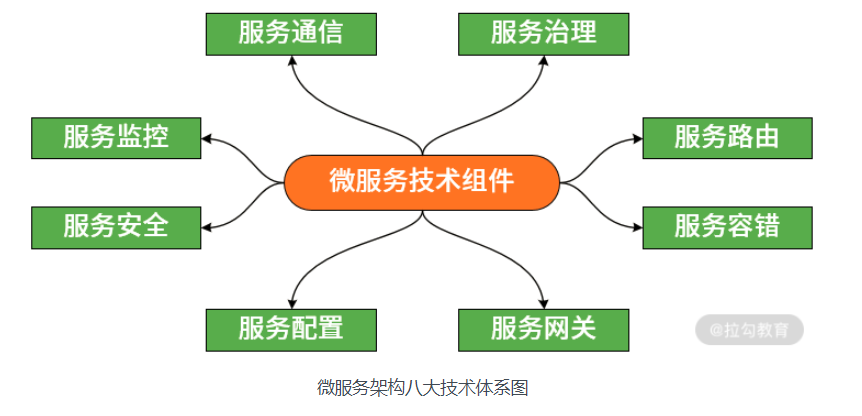 服务通信
服务治理
服务监控
服务路由
微服务技术组件
服务安全
服务容错
服务配置
服务网关
@拉勾教育
微服务架构八大技术体系图